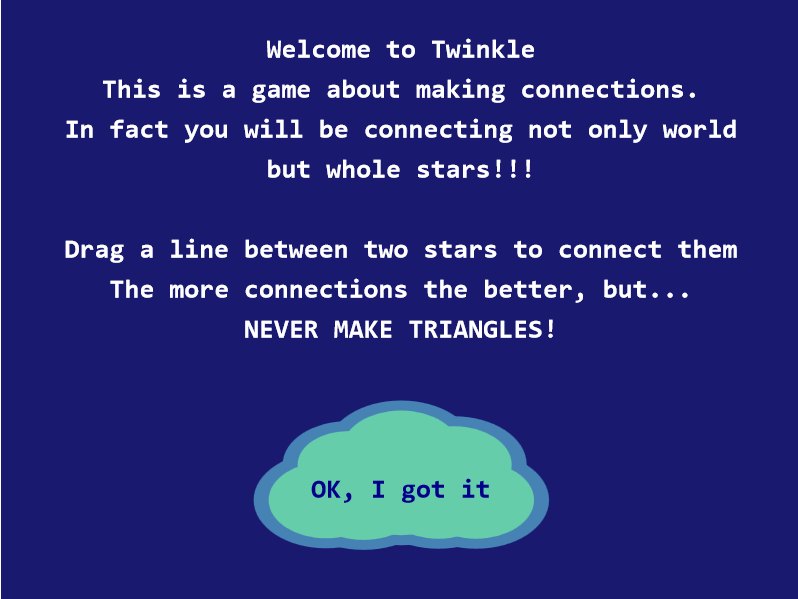 Welcome to Twinkle
This is a game about making connections.
In fact you will be connecting not only world
but whole stars!!!
Drag a line between two stars to connect them
The more connections the better, but...
NEVER MAKE TRIANGLES!
OK, I got it